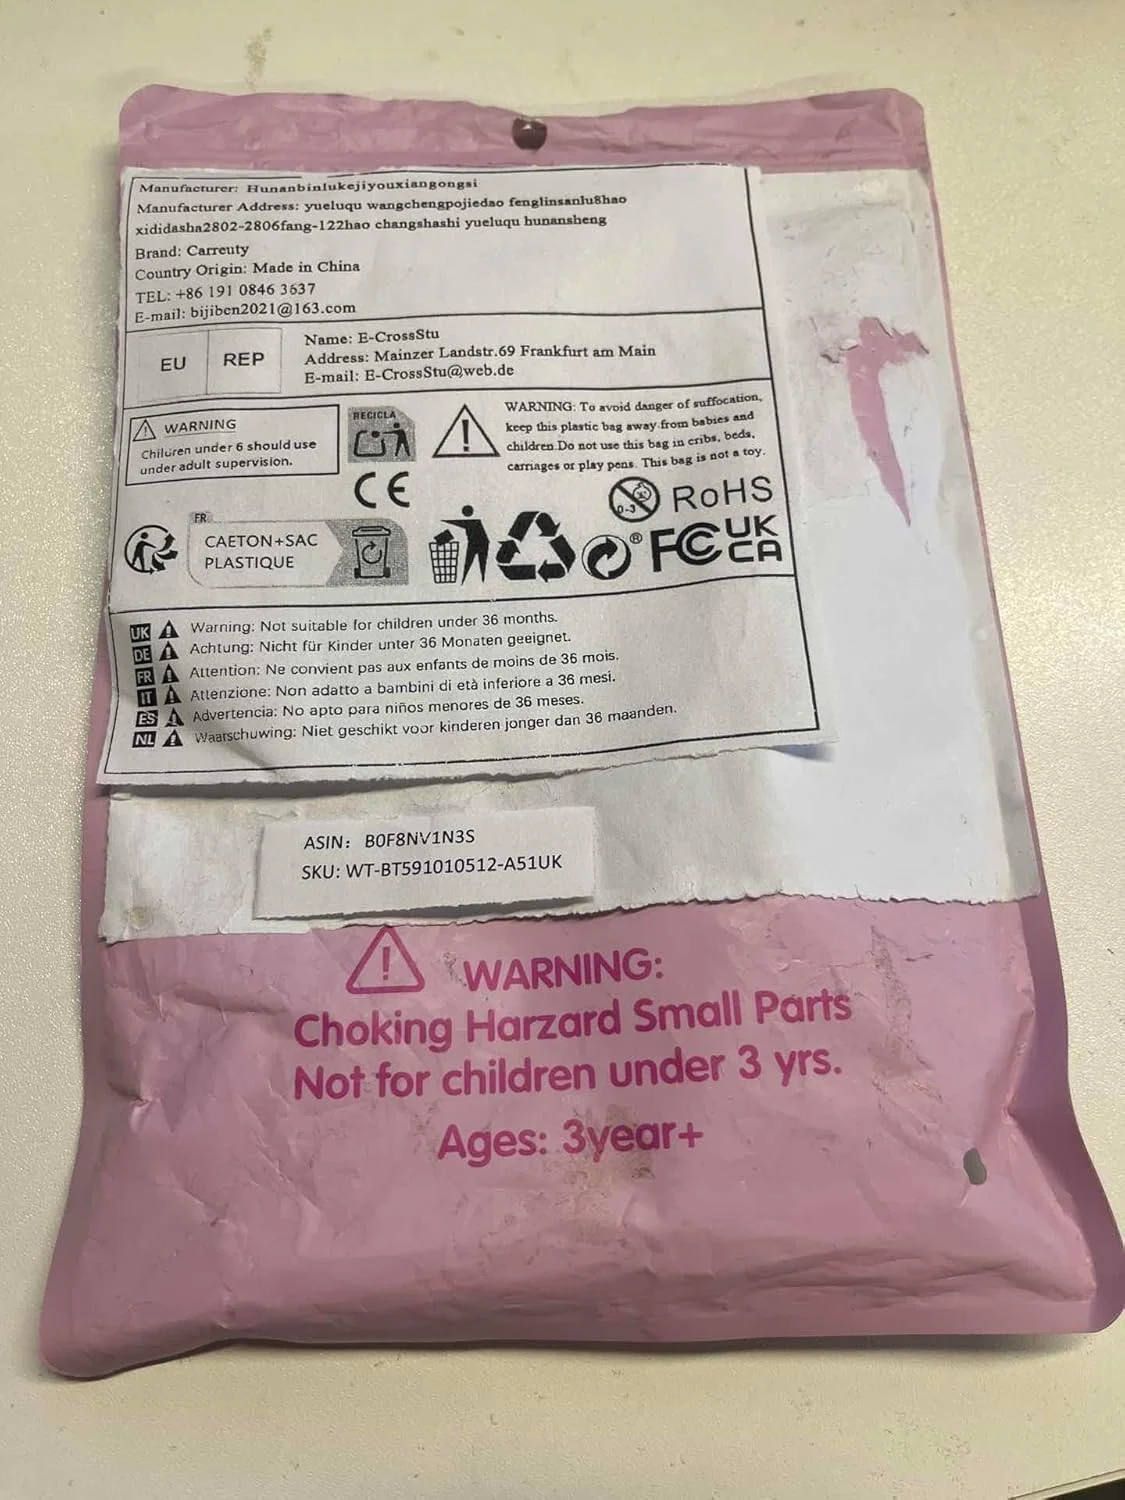 Manufacturer: Hunanbinlukejiyouxiangongsi
Manufacturer Address: yueluqu wangchengpojiedao fenglinsanlu8hao
xididasha2802-2806fang-122hao changshashi yueluqu hunansheng
Brand: Carreuty
Country Origin: Made in China
TEL: +86 191 0846 3637
E-mail: bijiben2021@163.com
EU REP
Name: E-CrossStu
Address: Mainzer Landstr.69 Frankfurt am Main
E-mail: E-CrossStu@web.de
WARNING
Children under 6 should use
under adult supervision.
RECICLA
WARNING: To avoid danger of suffocation,
keep this plastic bag away from babies and
children.Do not use this bag in cribs, beds,
carriages or play pens. This bag is not a toy.
CE
0-3
RoHS
FR
CAETON+SAC
PLASTIQUE
®
FC
UK
CA
UK Warning: Not suitable for children under 36 months.
DE Achtung: Nicht für Kinder unter 36 Monaten geeignet.
FR Attention: Ne convient pas aux enfants de moins de 36 mois.
IT Attenzione: Non adatto a bambini di età inferiore a 36 mesi.
ES Advertencia: No apto para niños menores de 36 meses.
NL Waarschuwing: Niet geschikt voor kinderen jonger dan 36 maanden.
ASIN: B0F8NV1N3S
SKU: WT-BT591010512-A51UK
WARNING:
Choking Harzard Small Parts
Not for children under 3 yrs.
Ages: 3year+